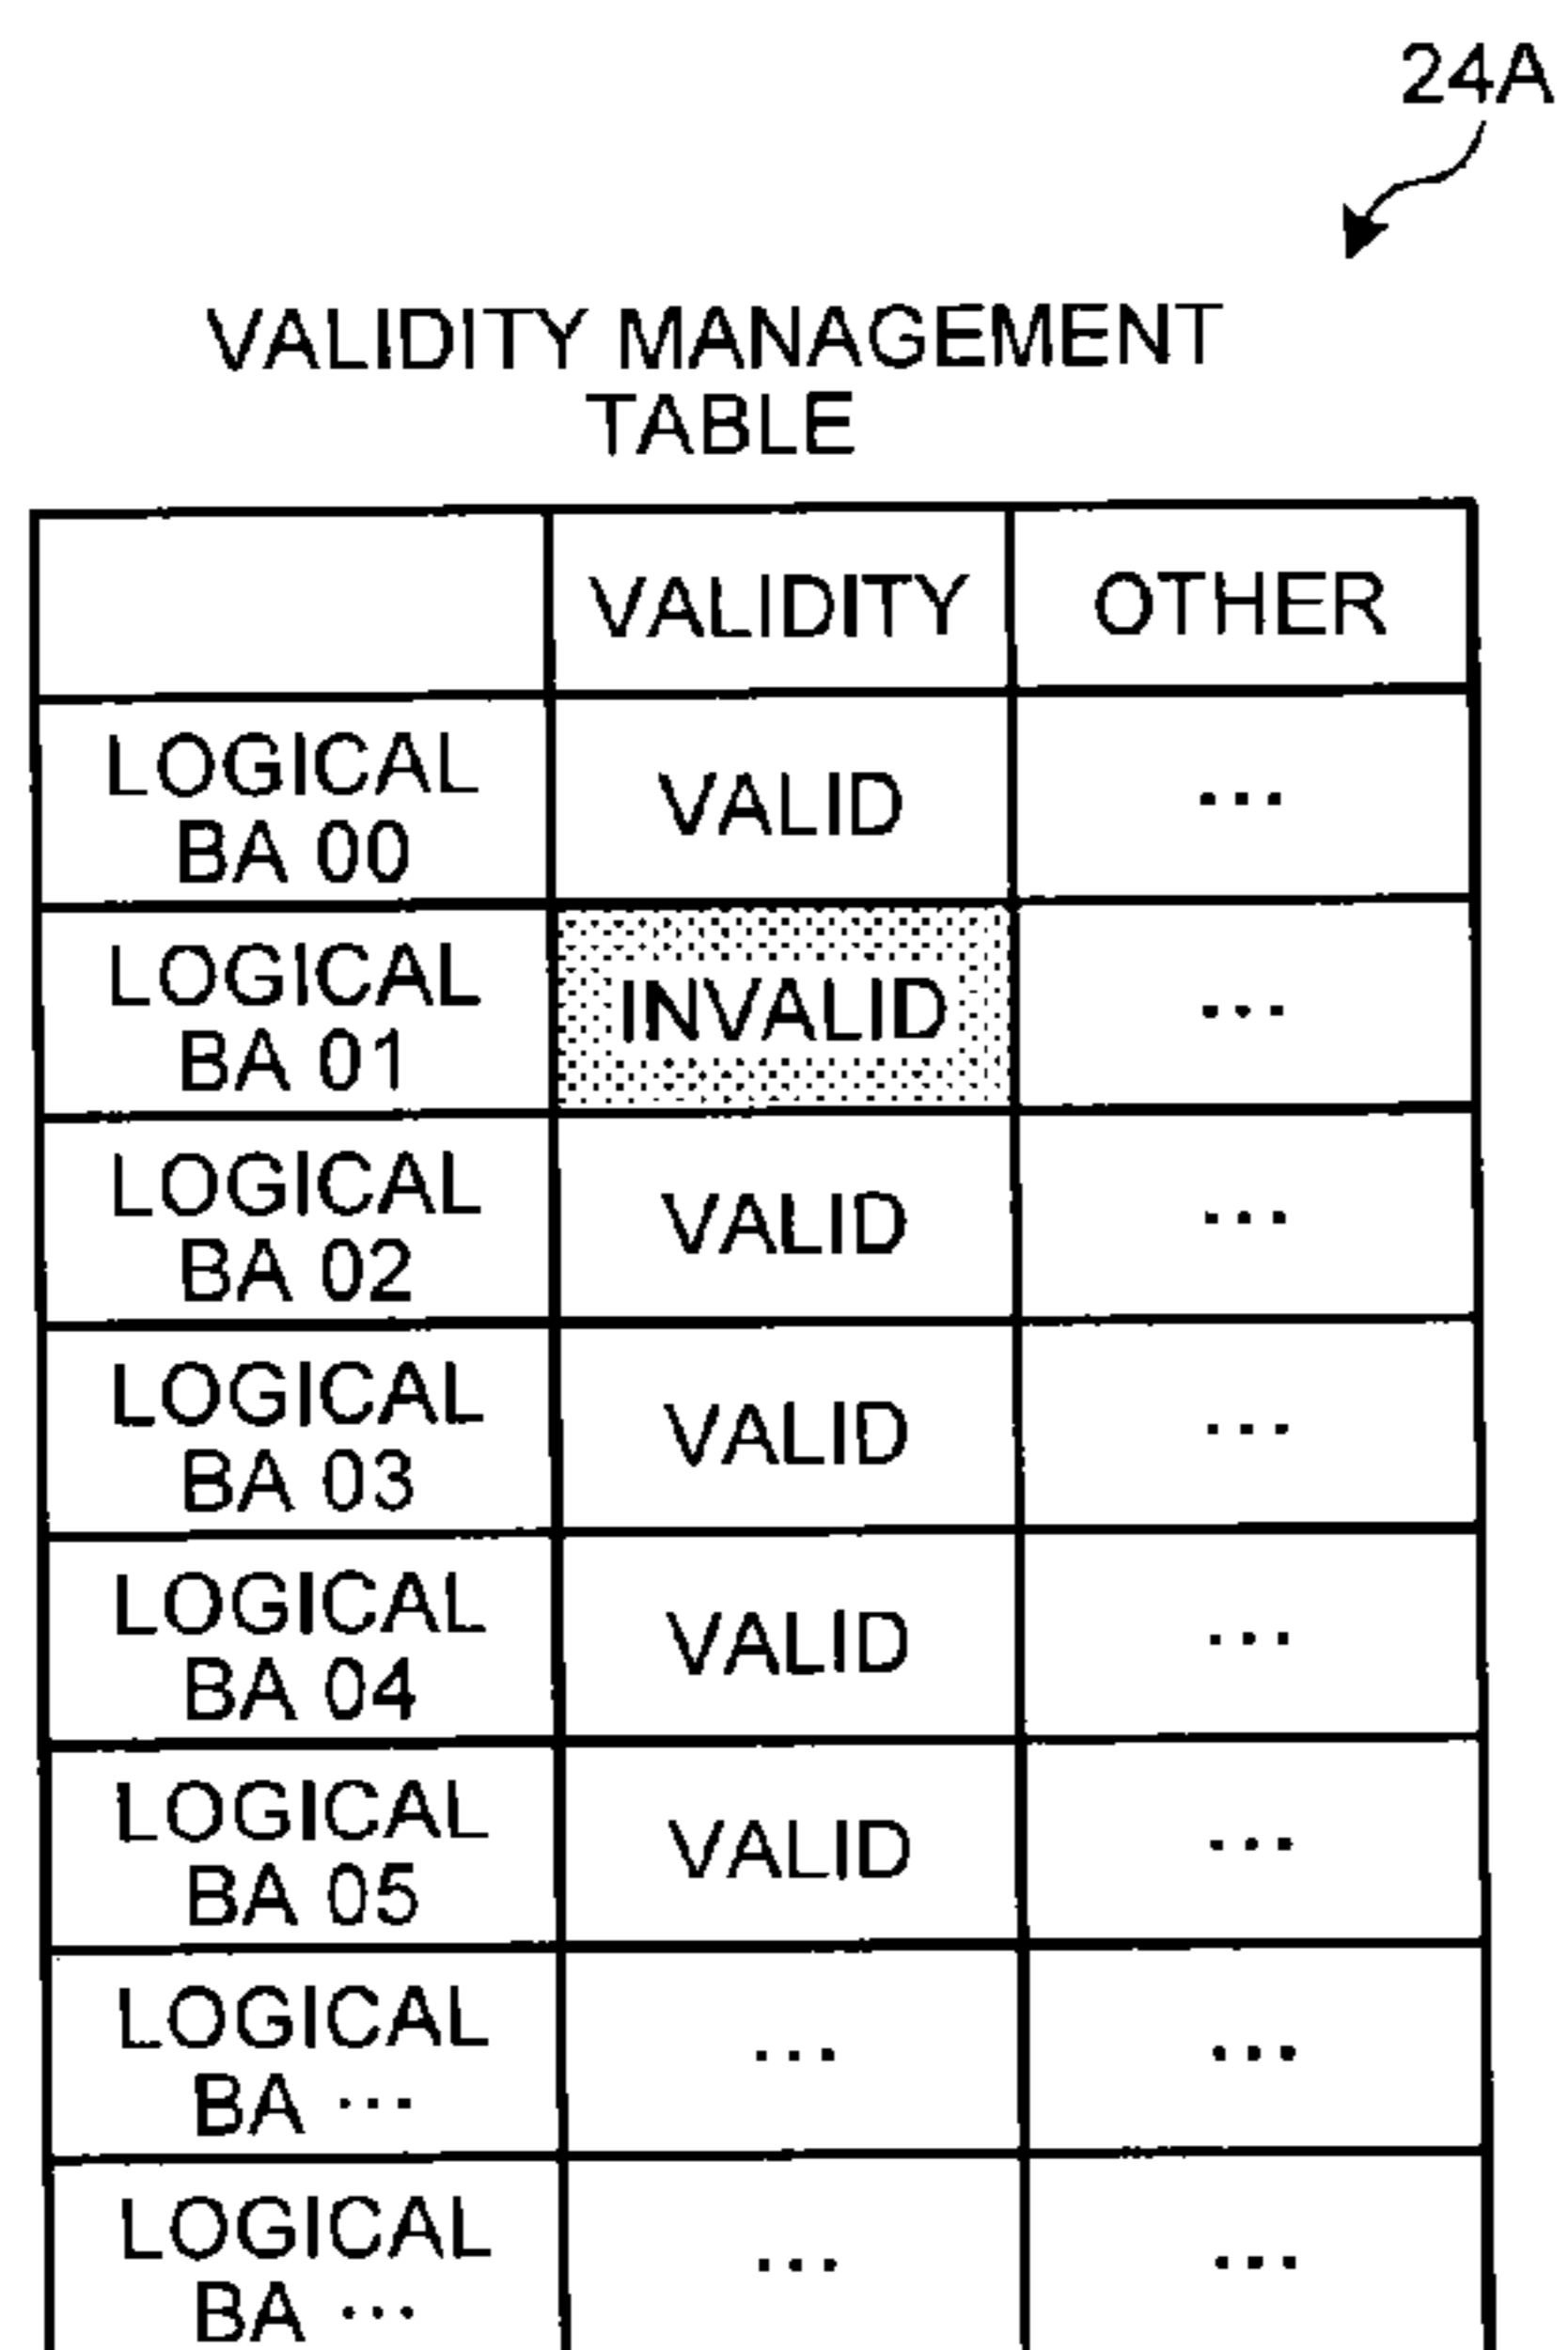 24A
VALIDITY MANAGEMENT
TABLE
VALIDITY OTHER
LOGICAL
BA 00
VALID
...
LOGICAL
BA 01
INVALID
...
LOGICAL
BA 02
VALID
...
LOGICAL
BA 03
VALID
...
LOGICAL
BA 04
VALID
...
LOGICAL
BA 05
VALID
...
LOGICAL
BA ...
...
...
LOGICAL
BA ...
...
...